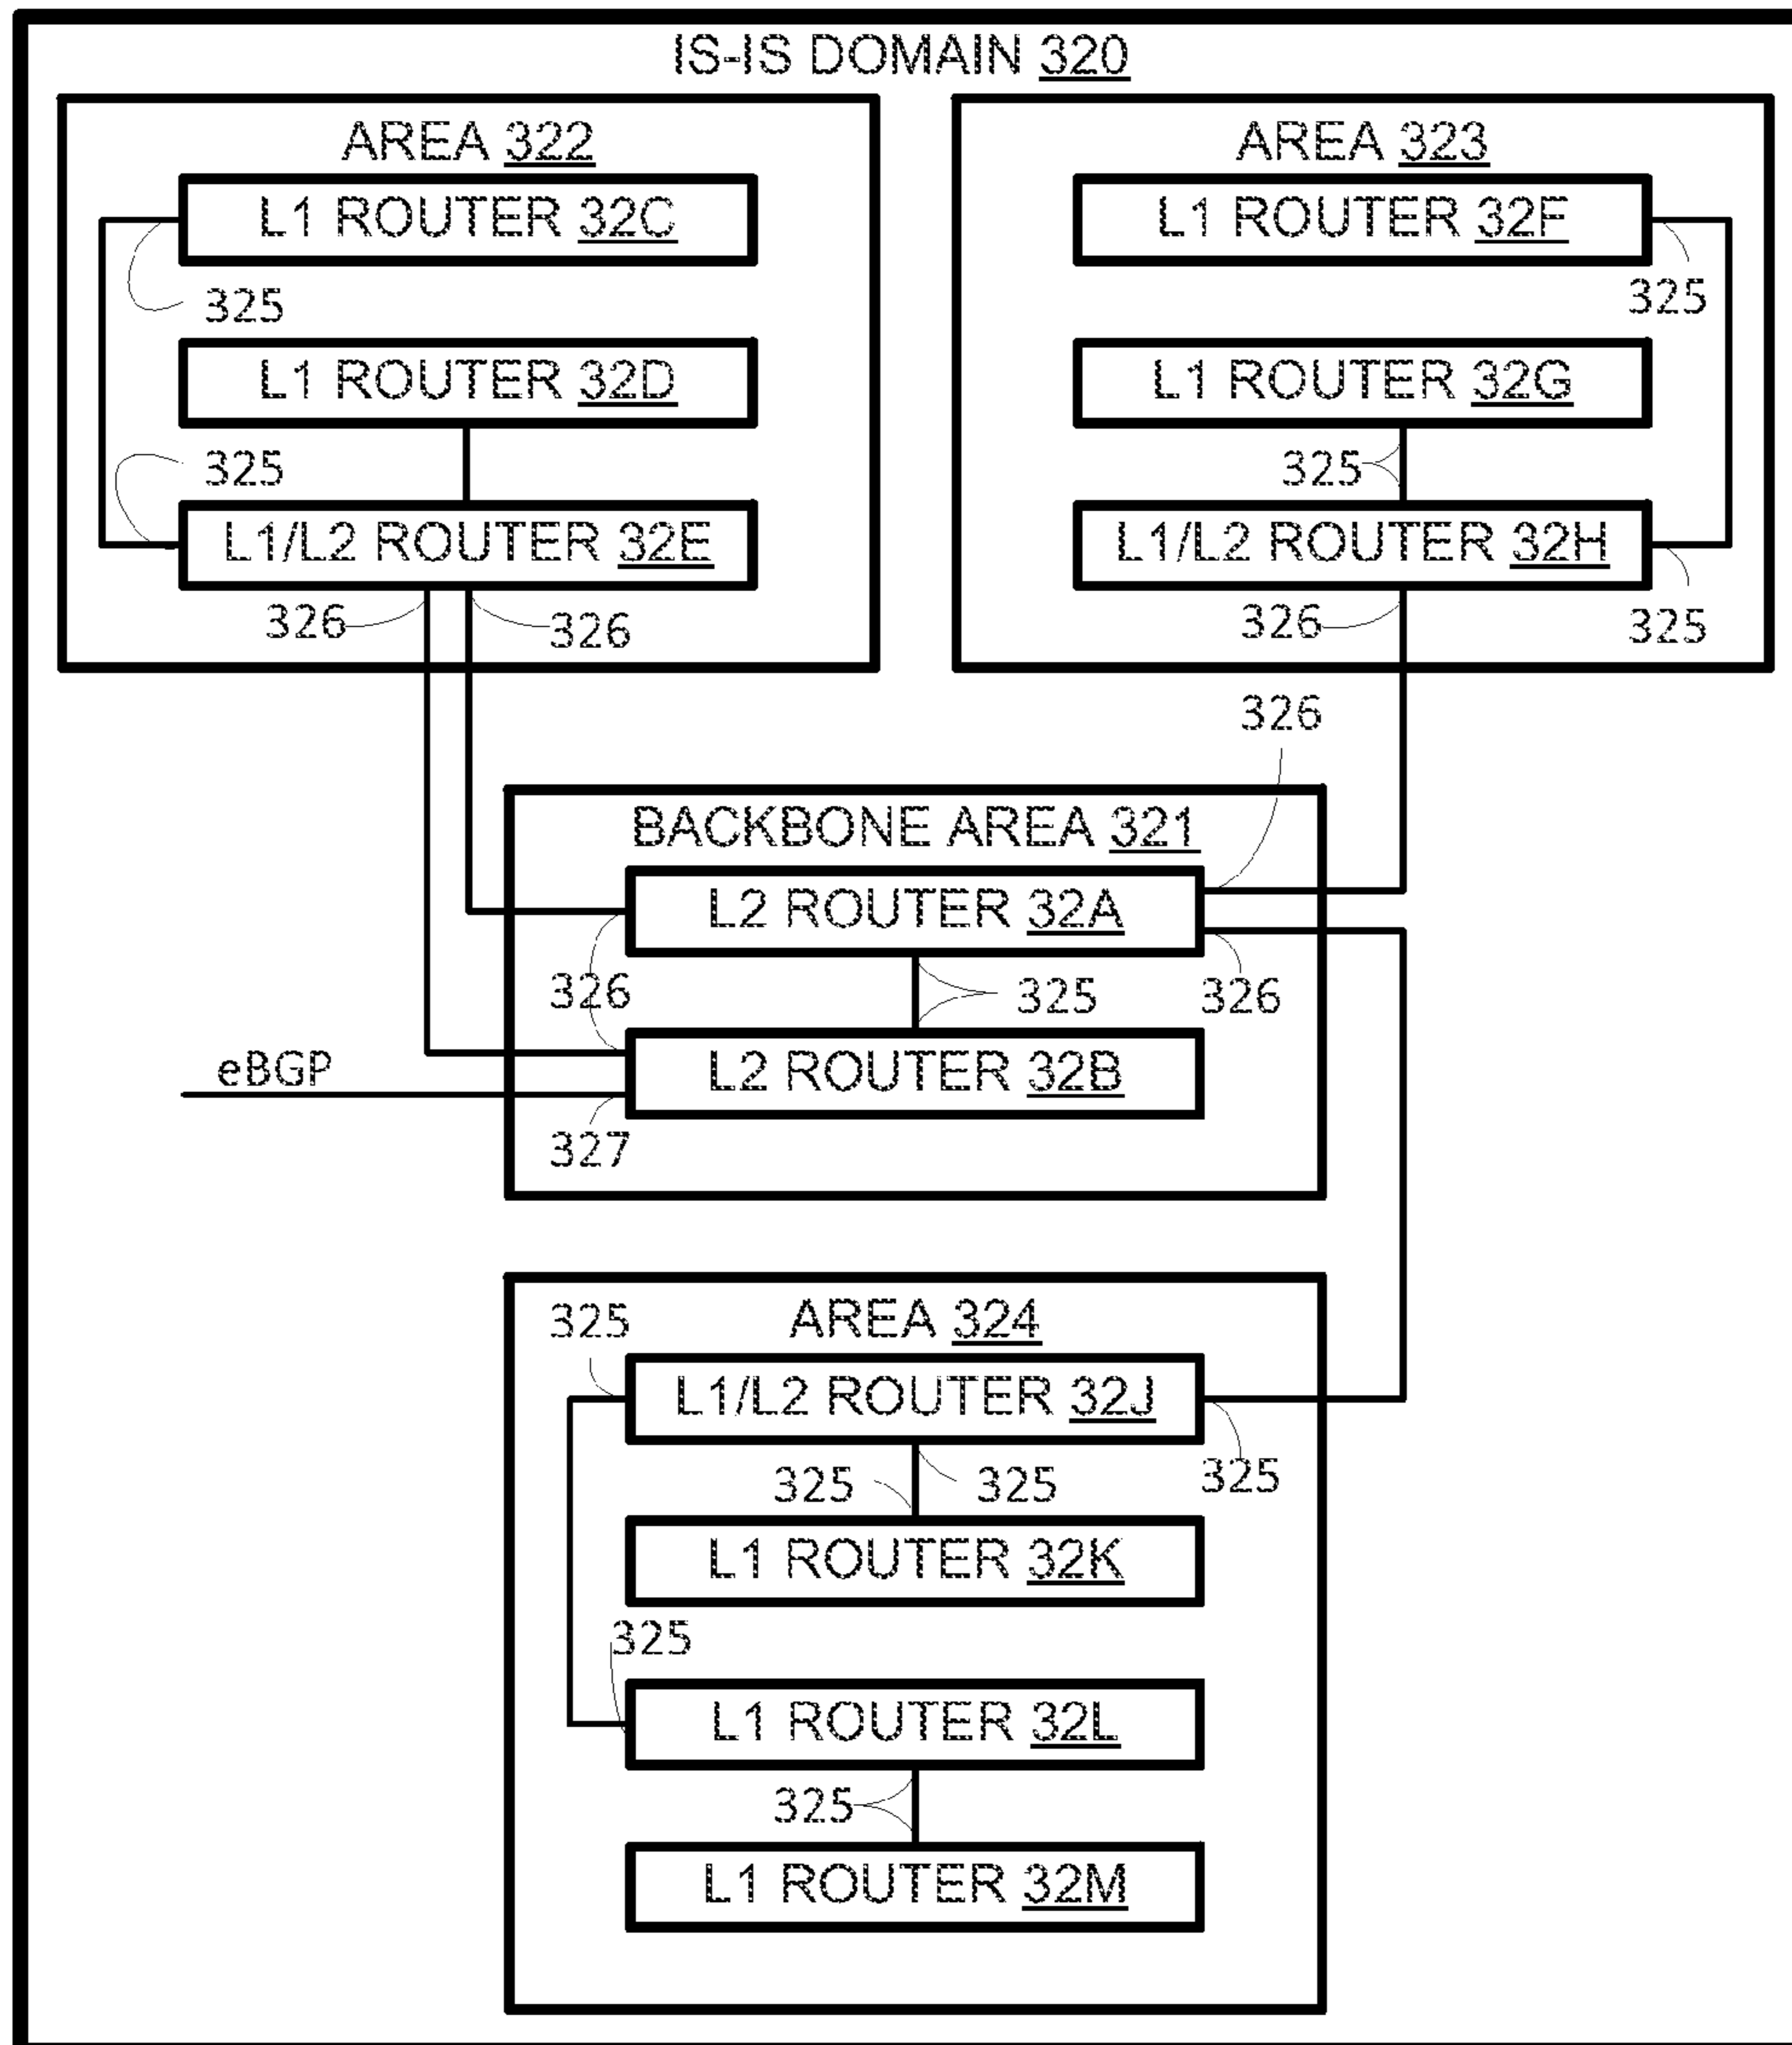 IS-IS DOMAIN 320
AREA 322
L1 ROUTER 32C
325
L1 ROUTER 32D
325
L1/L2 ROUTER 32E
326
326
AREA 323
L1 ROUTER 32F
325
L1 ROUTER 32G
325
L1/L2 ROUTER 32H
326
325
326
BACKBONE AREA 321
L2 ROUTER 32A
326
325
326
L2 ROUTER 32B
eBGP
327
AREA 324
325
L1/L2 ROUTER 32J
325
325
325
L1 ROUTER 32K
325
L1 ROUTER 32L
325
L1 ROUTER 32M